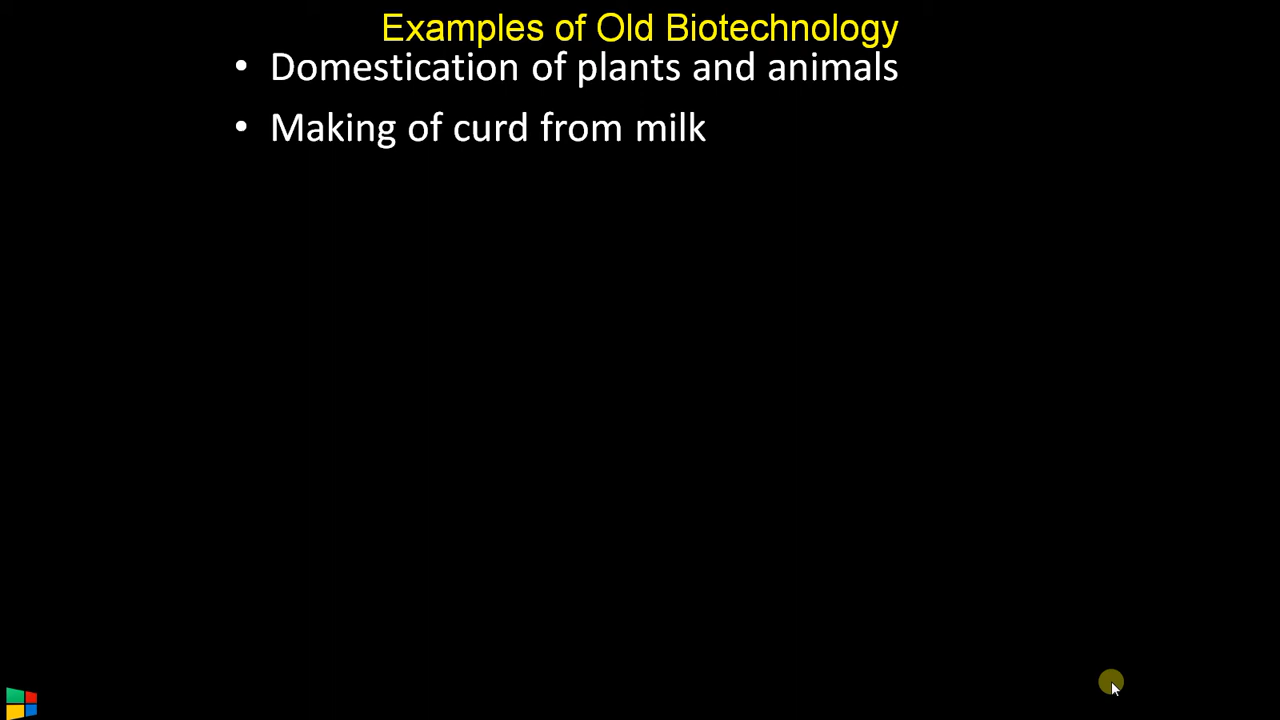 Examples of Old Biotechnology
• Domestication of plants and animals
• Making of curd from milk